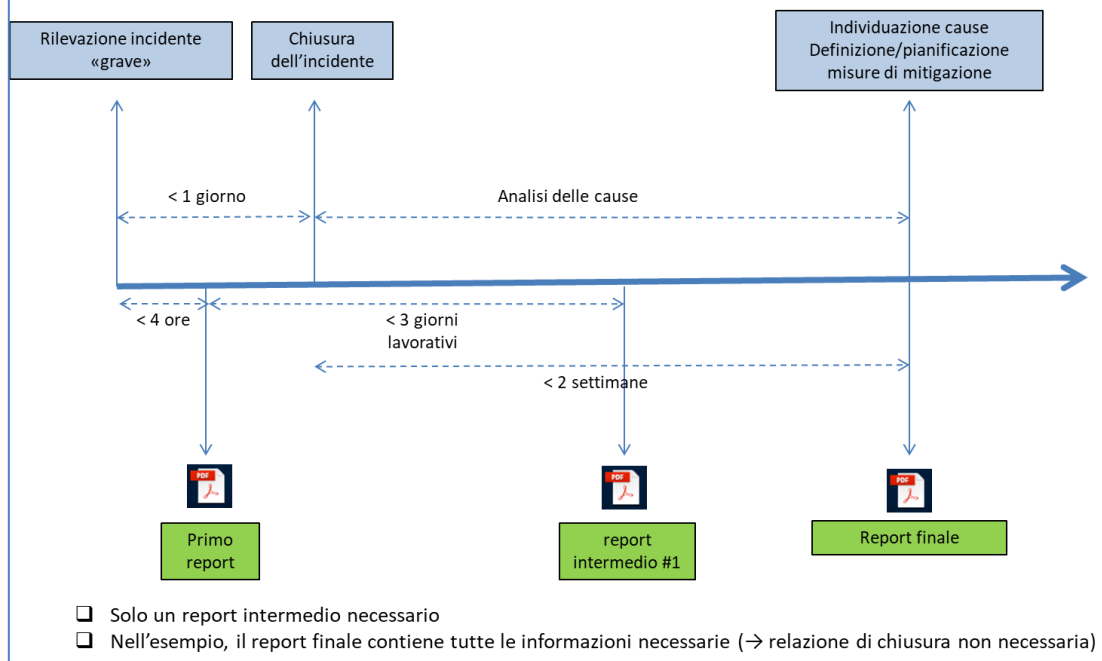 Rilevazione incidente
«grave»
Chiusura
dell'incidente
Individuazione cause
Definizione/pianificazione
misure di mitigazione
< 1 giorno
Analisi delle cause
< 4 ore
< 3 giorni
lavorativi
< 2 settimane
PDF
PDF
PDF
Primo
report
report
intermedio #1
Report finale
❑ Solo un report intermedio necessario
❑ Nell'esempio, il report finale contiene tutte le informazioni necessarie (→ relazione di chiusura non necessaria)